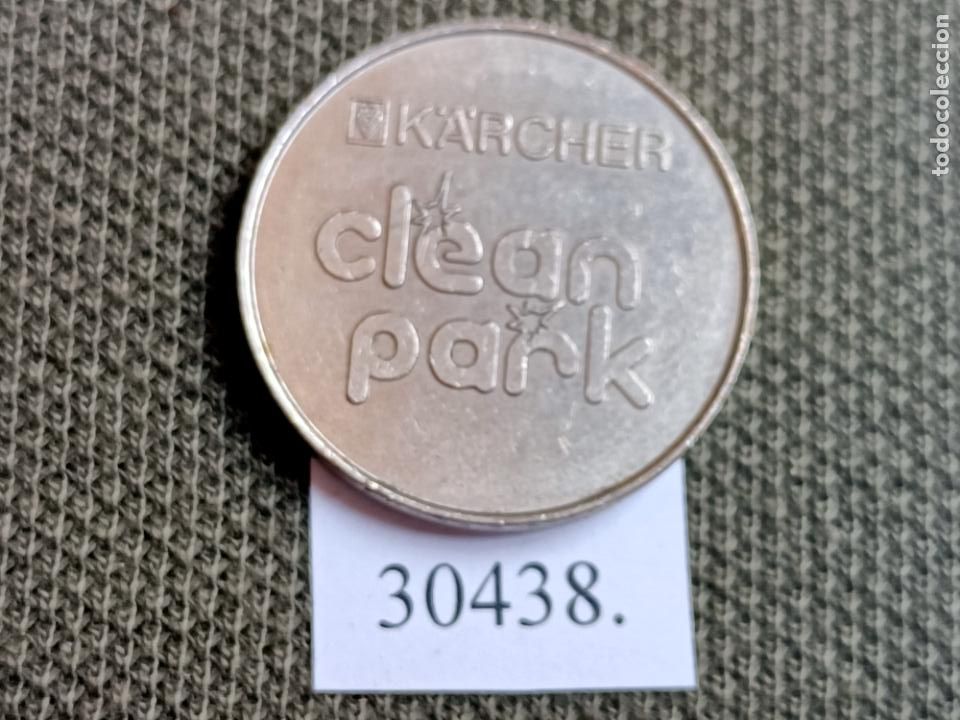 KÄRCHER
clean
park
30438.
todocoleccion